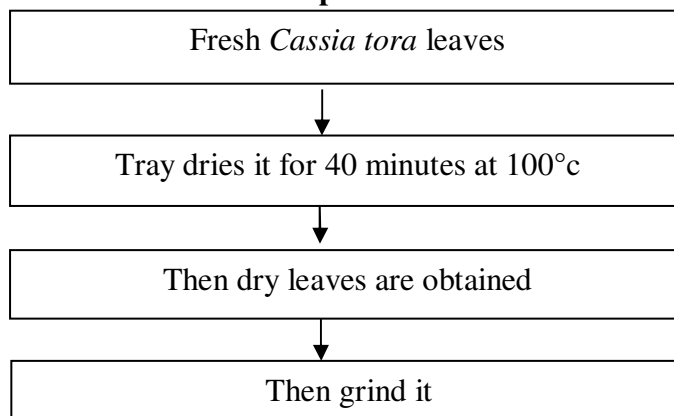 Fresh Cassia tora leaves
Tray dries it for 40 minutes at 100°c
Then dry leaves are obtained
Then grind it